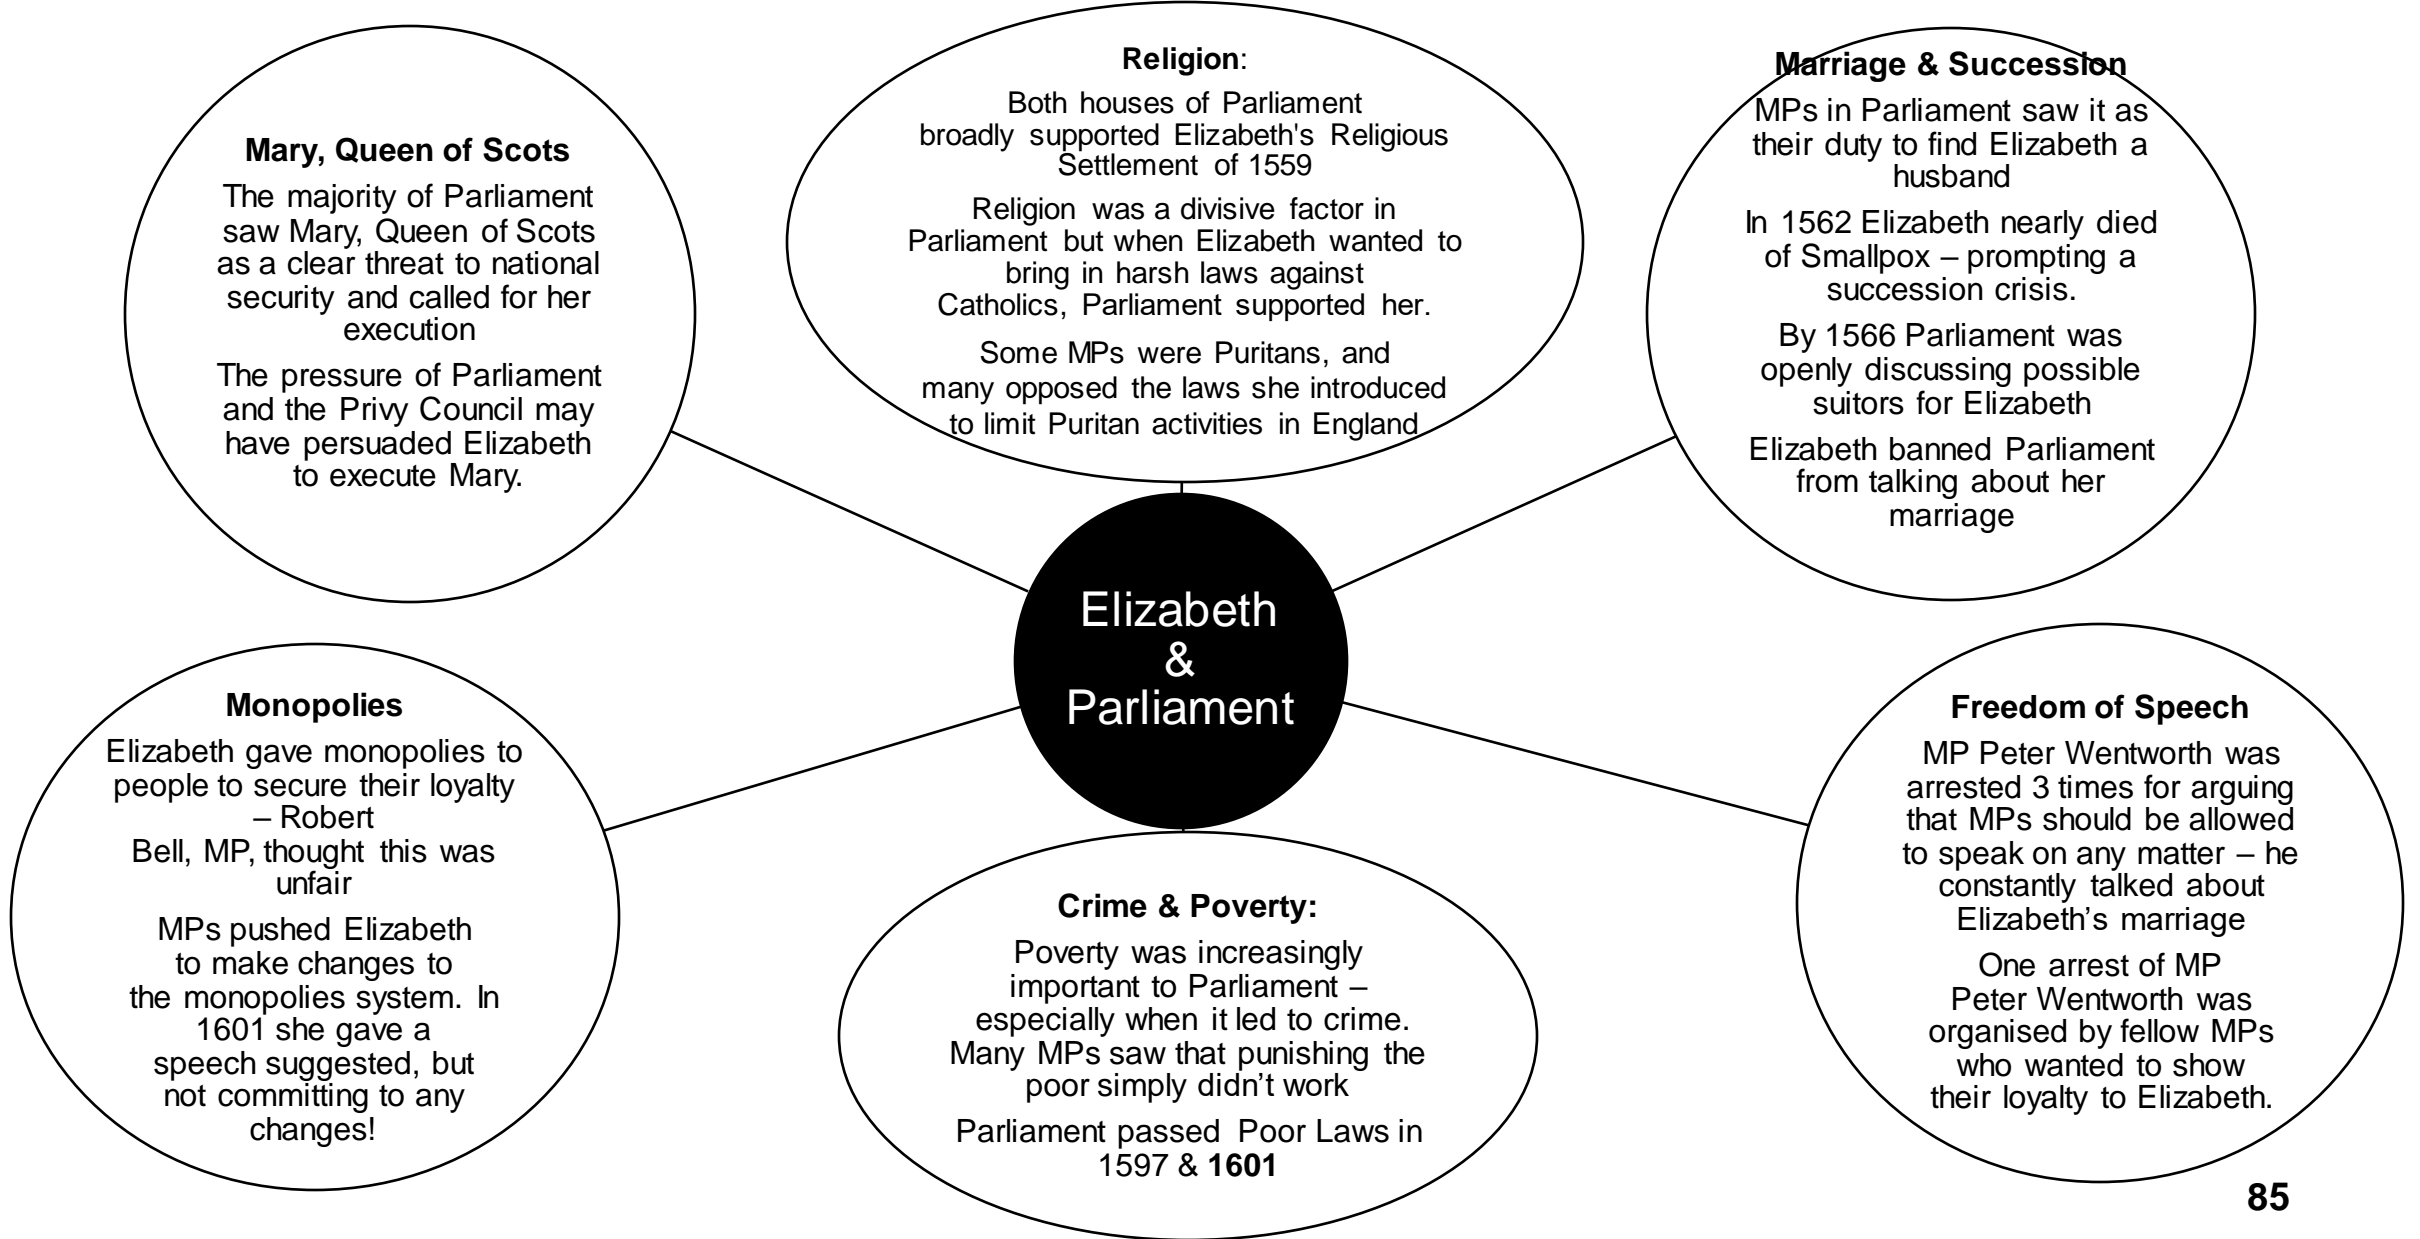 Mary, Queen of Scots
The majority of Parliament
saw Mary, Queen of Scots
as a clear threat to national
security and called for her
execution
The pressure of Parliament
and the Privy Council may
have persuaded Elizabeth
to execute Mary.
Religion:
Both houses of Parliament
broadly supported Elizabeth's Religious
Settlement of 1559
Religion was a divisive factor in
Parliament but when Elizabeth wanted to
bring in harsh laws against
Catholics, Parliament supported her.
Some MPs were Puritans, and
many opposed the laws she introduced
to limit Puritan activities in England
Marriage & Succession
MPs in Parliament saw it as
their duty to find Elizabeth a
husband
In 1562 Elizabeth nearly died
of Smallpox – prompting a
succession crisis.
By 1566 Parliament was
openly discussing possible
suitors for Elizabeth
Elizabeth banned Parliament
from talking about her
marriage
Elizabeth
&
Parliament
Monopolies
Elizabeth gave monopolies to
people to secure their loyalty
– Robert
Bell, MP, thought this was
unfair
MPs pushed Elizabeth
to make changes to
the monopolies system. In
1601 she gave a
speech suggested, but
not committing to any
changes!
Crime & Poverty:
Poverty was increasingly
important to Parliament –
especially when it led to crime.
Many MPs saw that punishing the
poor simply didn’t work
Parliament passed Poor Laws in
1597 & 1601
Freedom of Speech
MP Peter Wentworth was
arrested 3 times for arguing
that MPs should be allowed
to speak on any matter – he
constantly talked about
Elizabeth’s marriage
One arrest of MP
Peter Wentworth was
organised by fellow MPs
who wanted to show
their loyalty to Elizabeth.
85